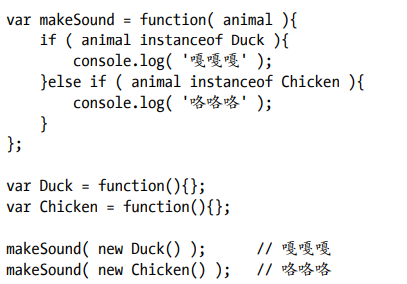 var makeSound = function( animal ){
    if ( animal instanceof Duck ){
        console.log( '嘎嘎嘎' );
    }else if ( animal instanceof Chicken ){
        console.log( '咯咯咯' );
    }
};

var Duck = function(){};
var Chicken = function(){};

makeSound( new Duck() );      // 嘎嘎嘎
makeSound( new Chicken() );   // 咯咯咯